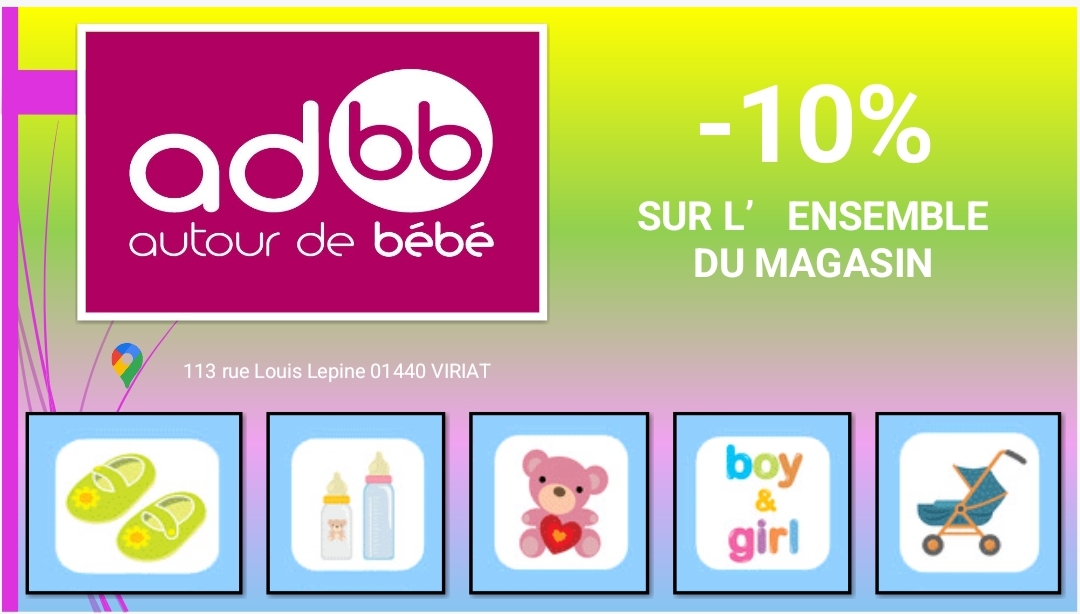 adbb
autour de bébé
-10%
SUR L’ ENSEMBLE
DU MAGASIN
113 rue Louis Lepine 01440 VIRIAT
boy
&
girl